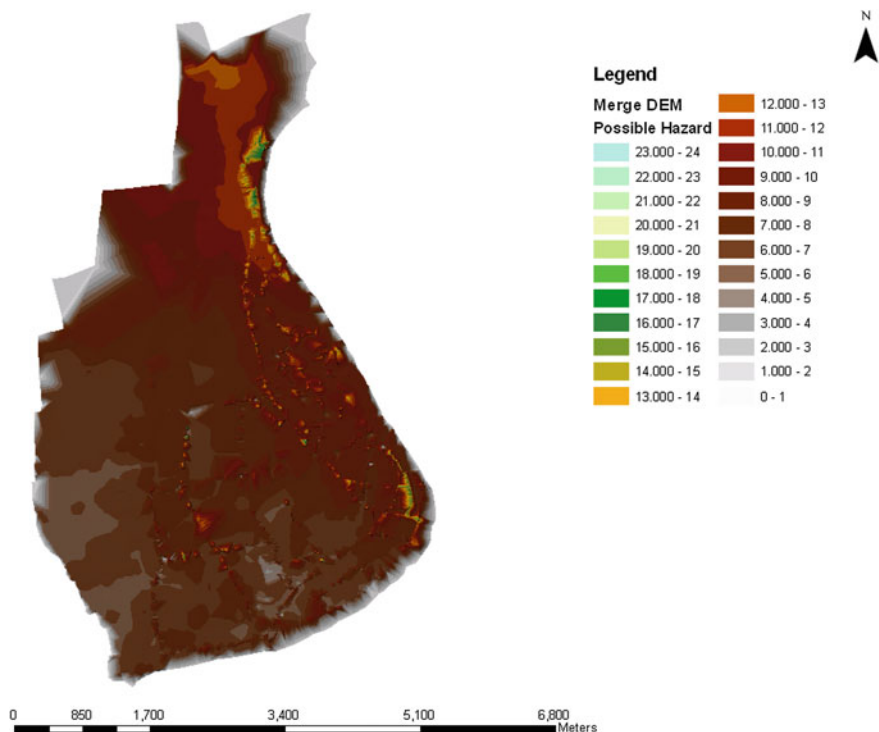 N
Legend
Merge DEM
Possible Hazard
23.000 - 24
22.000 - 23
21.000 - 22
20.000 - 21
19.000 - 20
18.000 - 19
17.000 - 18
16.000 - 17
15.000 - 16
14.000 - 15
13.000 - 14
12.000 - 13
11.000 - 12
10.000 - 11
9.000 - 10
8.000 - 9
7.000 - 8
6.000 - 7
5.000 - 6
4.000 - 5
3.000 - 4
2.000 - 3
1.000 - 2
0 - 1
0 850 1,700 3,400 5,100 6,800
Meters